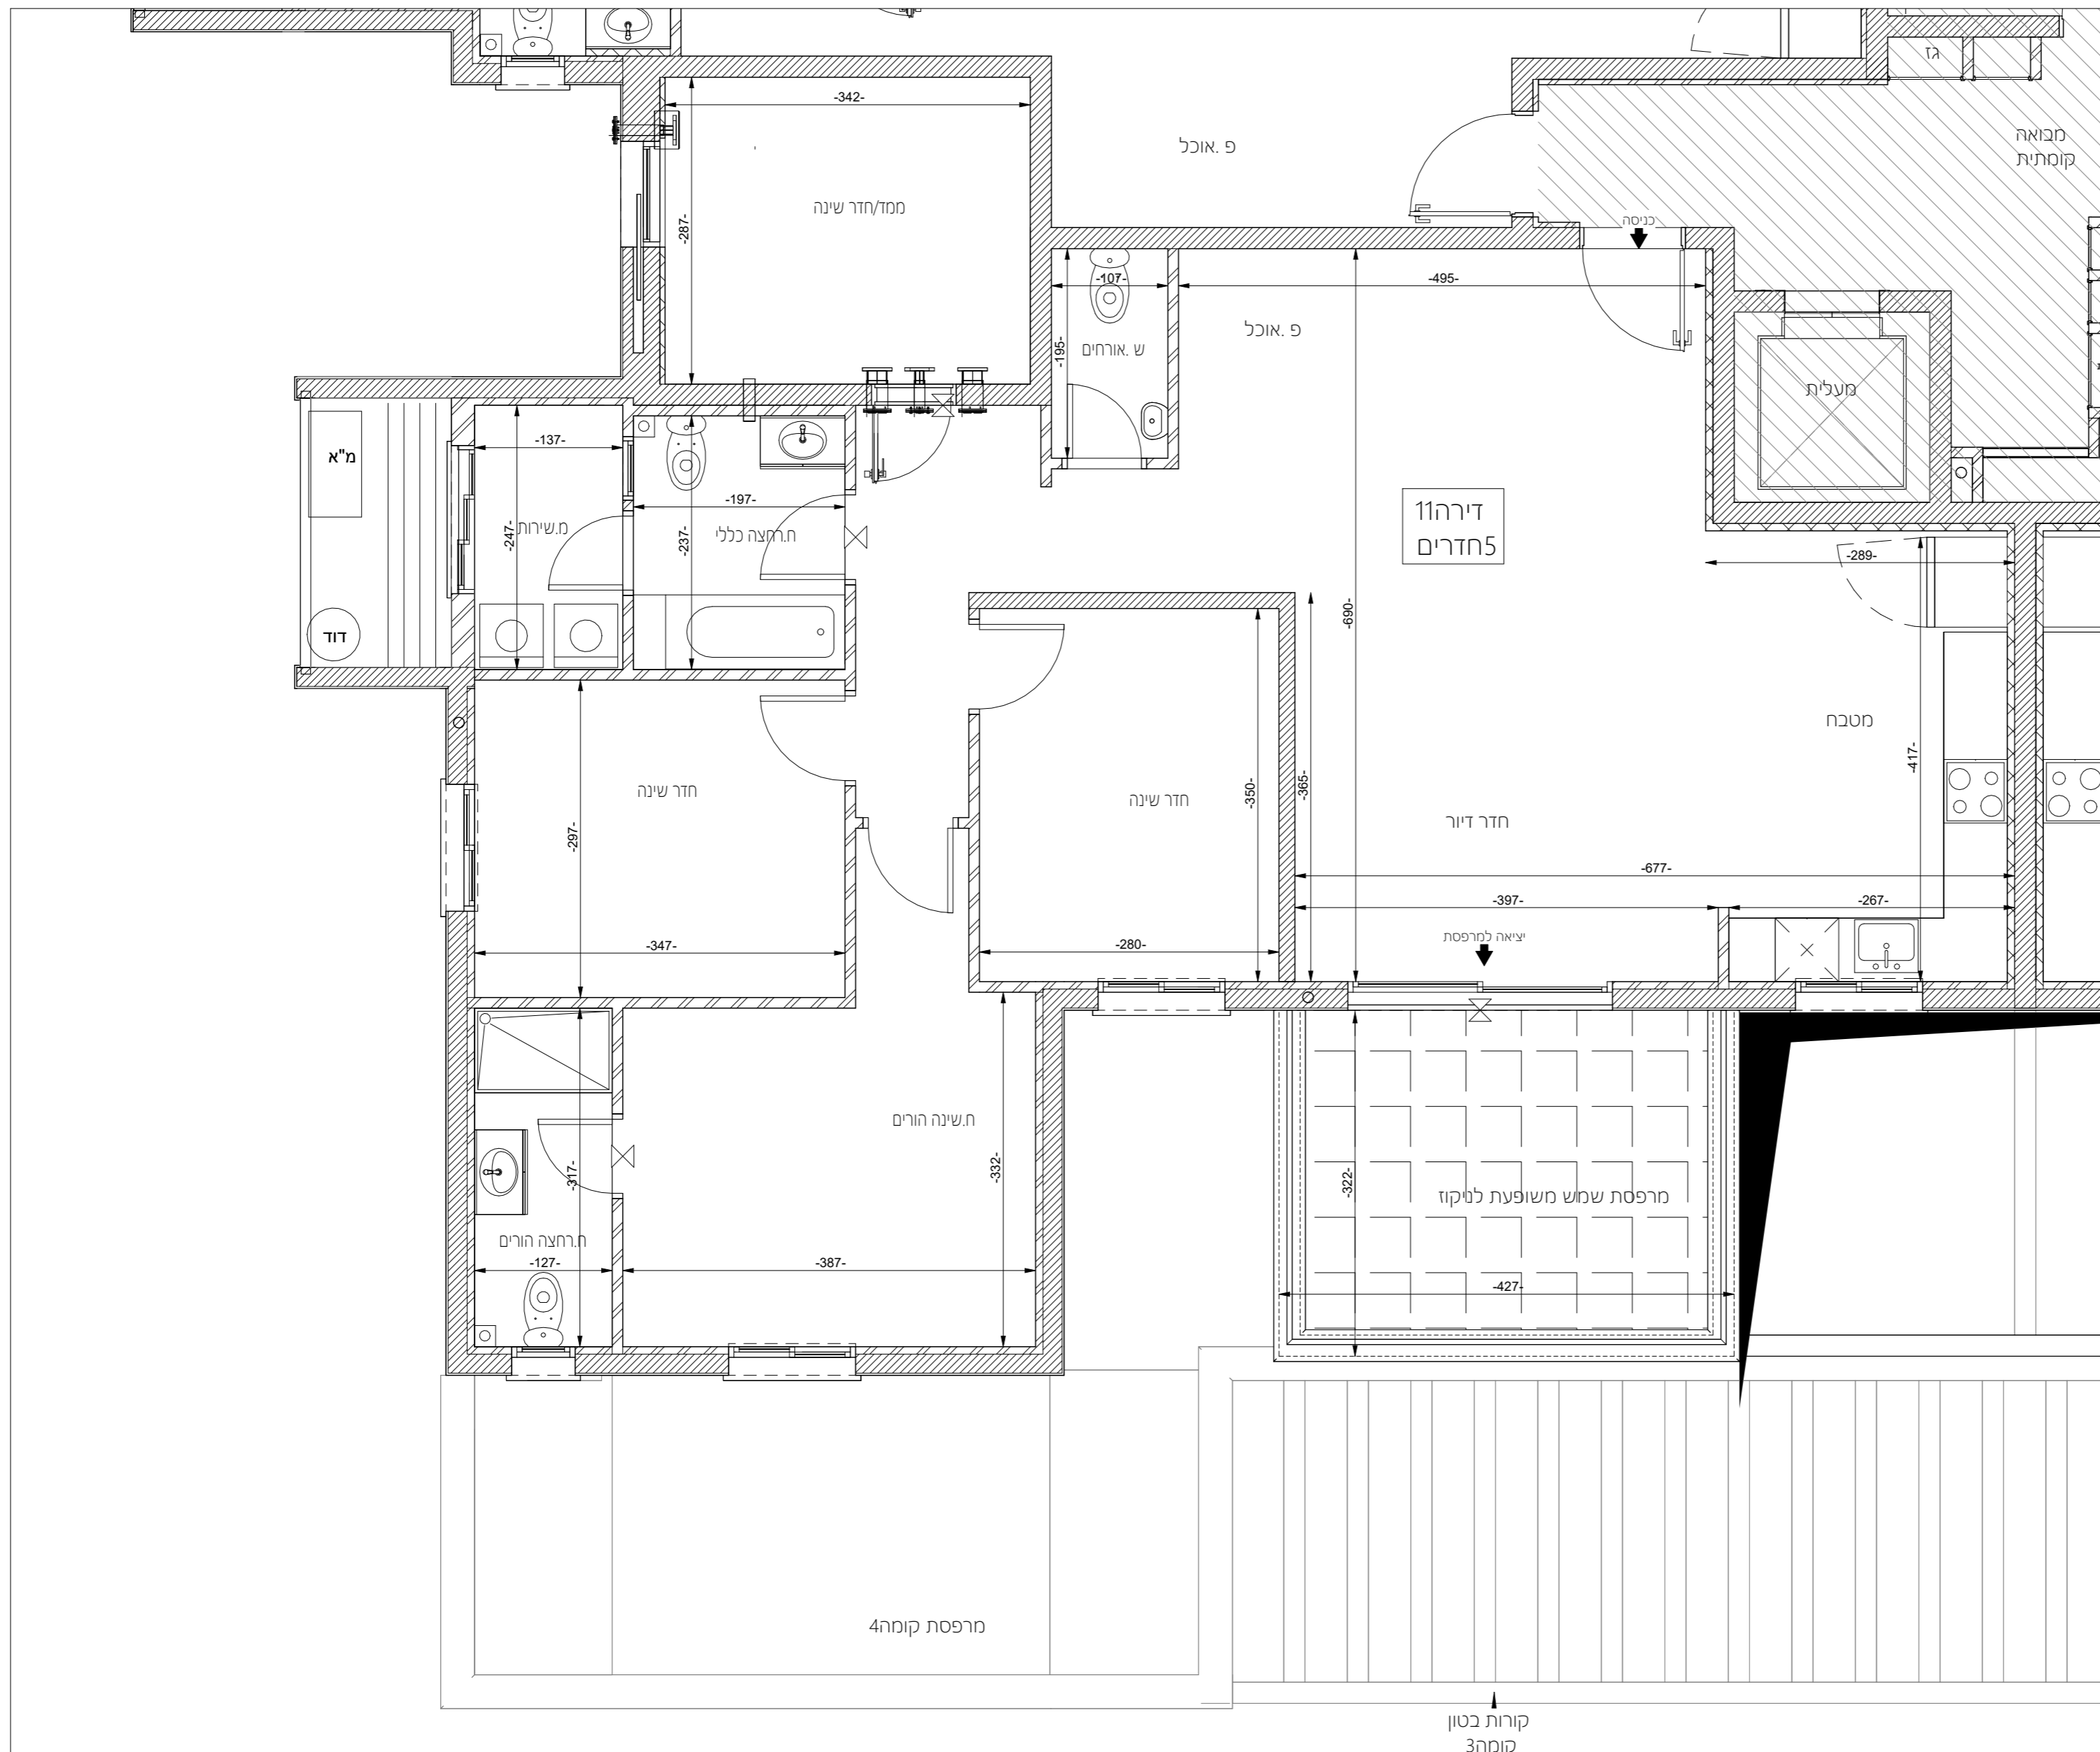 גז
מבואה
קומתית
-342-
פ .אוכל
ממד/חדר שינה
-287-
כניסה
-107-
-495-
פ .אוכל
ש .אורחים
-195-
מעלית
מ"א
-137-
-197-
מ.שירות
ח.רחצה כללי
-247-
-237-
דירה11
5חדרים
-289-
-690-
דוד
מטבח
-417-
חדר שינה
חדר שינה
-350-
-365-
חדר דיור
-297-
-677-
-397-
-267-
-347-
-280-
יציאה למרפסת
ח.שינה הורים
-317-
-332-
-322-
מרפסת שמש משופעת לניקוז
ח.רחצה הורים
-127-
-387-
-427-
מרפסת קומה4
קורות בטון
קומה3